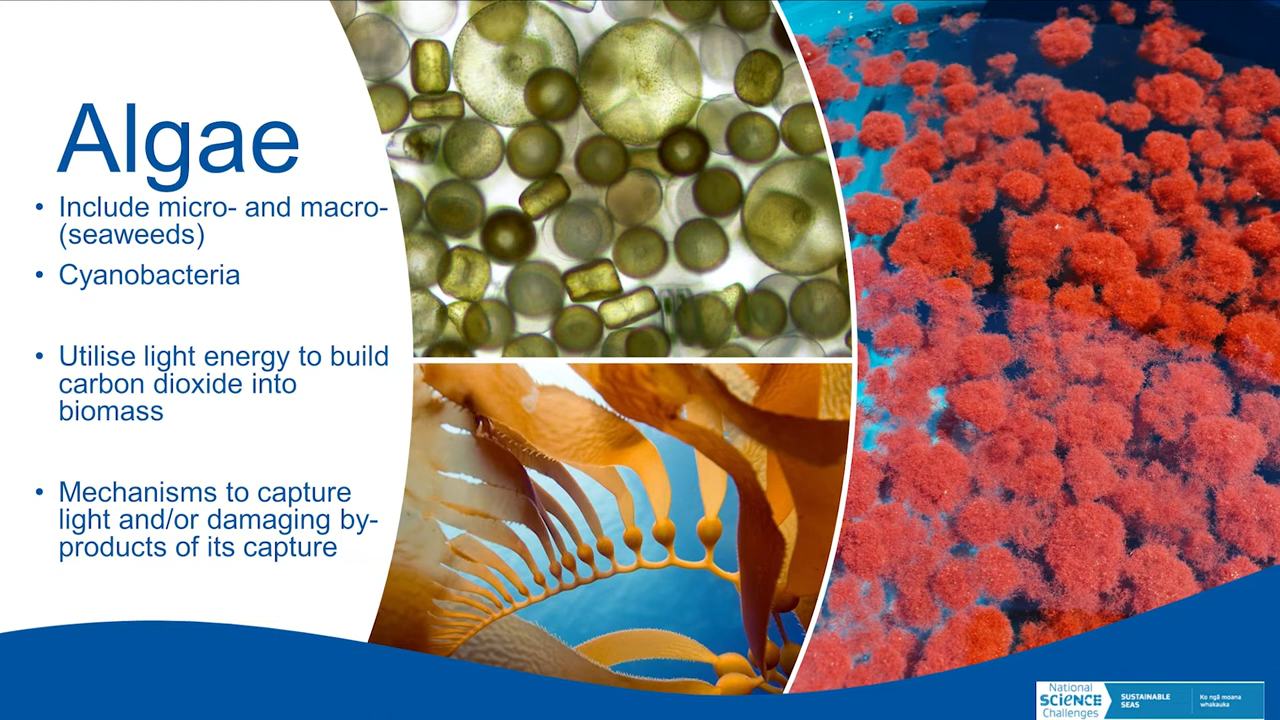 Algae
• Include micro- and macro-
(seaweeds)
• Cyanobacteria
• Utilise light energy to build
carbon dioxide into
biomass
• Mechanisms to capture
light and/or damaging by-
products of its capture
National
SCIENCE
Challenges
SUSTAINABLE
SEAS
Ko ngā moana
whakauka